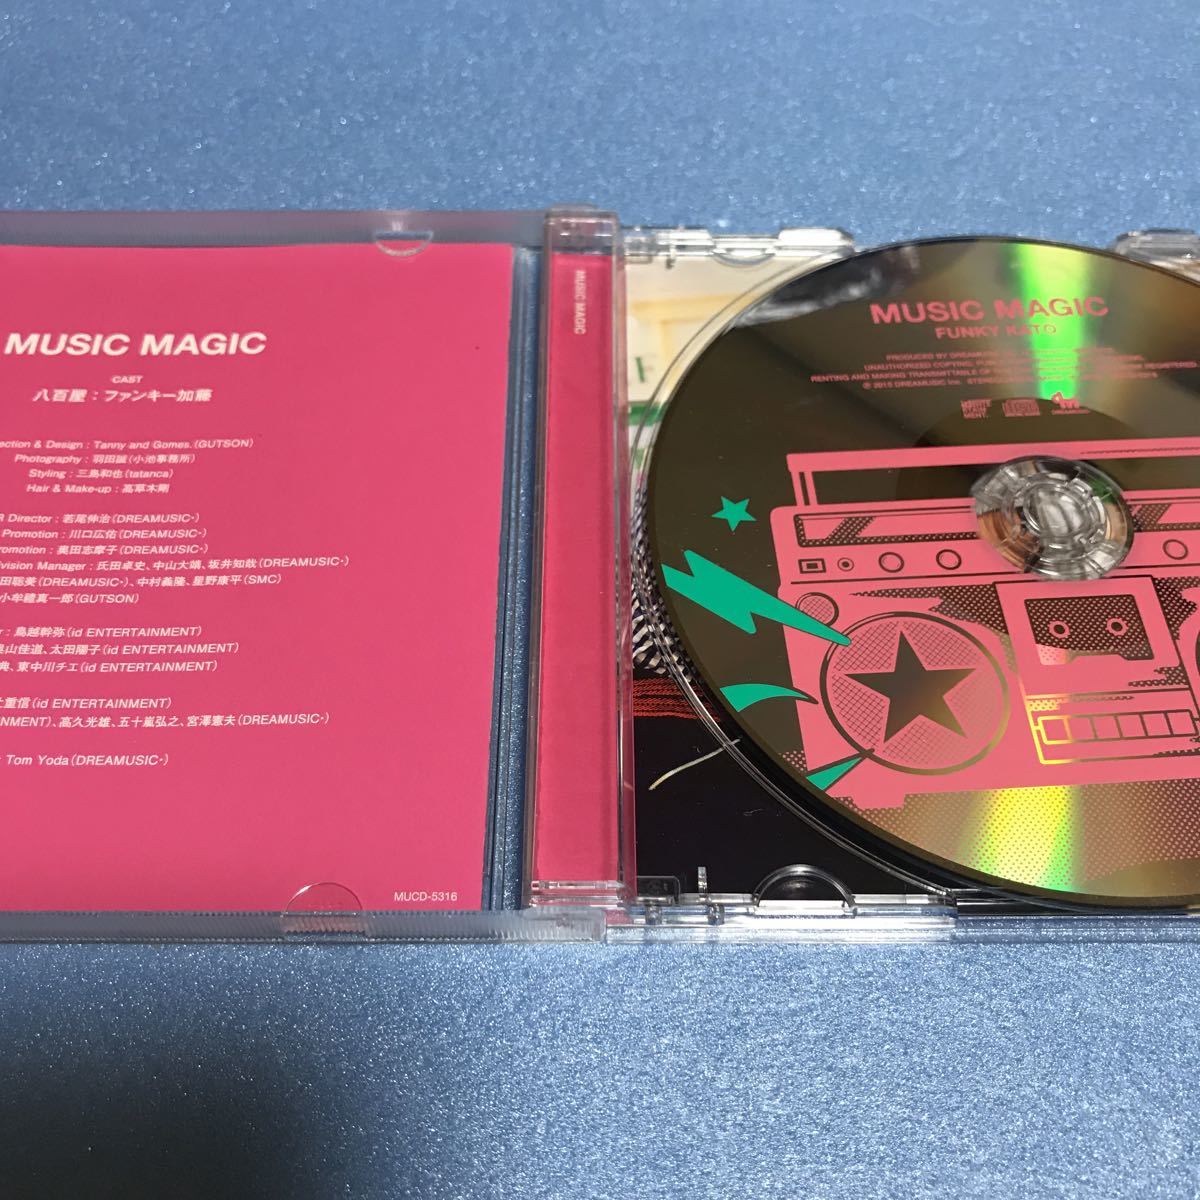 MUSIC MAGIC
CAST
八百屋：ファンキー加藤
ection & Design : Tanny and Gomes.(GUTSON)
Photography : 羽田誠(小池事務所)
Styling : 三島和也(tatanca)
Hair & Make-up : 高草木剛
R Director : 若尾伸治(DREAMUSIC・)
Promotion : 川口広佑(DREAMUSIC・)
romotion : 奥田志摩子(DREAMUSIC・)
vision Manager : 氏田卓史、中山大靖、坂井知哉(DREAMUSIC・)
田聡美(DREAMUSIC・)、中村義隆、星野康平(SMC)
小牟禮真一郎(GUTSON)
r : 鳥越幹弥(id ENTERTAINMENT)
山佳道、太田陽子(id ENTERTAINMENT)
典、東中川チエ(id ENTERTAINMENT)
重信(id ENTERTAINMENT)
NMENT)、高久光雄、五十嵐弘之、宮澤憲夫(DREAMUSIC・)
: Tom Yoda(DREAMUSIC・)
MUCD-5316
MUSIC MAGIC
MUSIC MAGIC
FUNKY KATO
PRODUCED BY
UNAUTHORIZED COPYING,
RENTING AND MAKING TRANSMITTABLE OF
REGISTERED
℗ 2015 DREAMUSIC Inc. STEREO